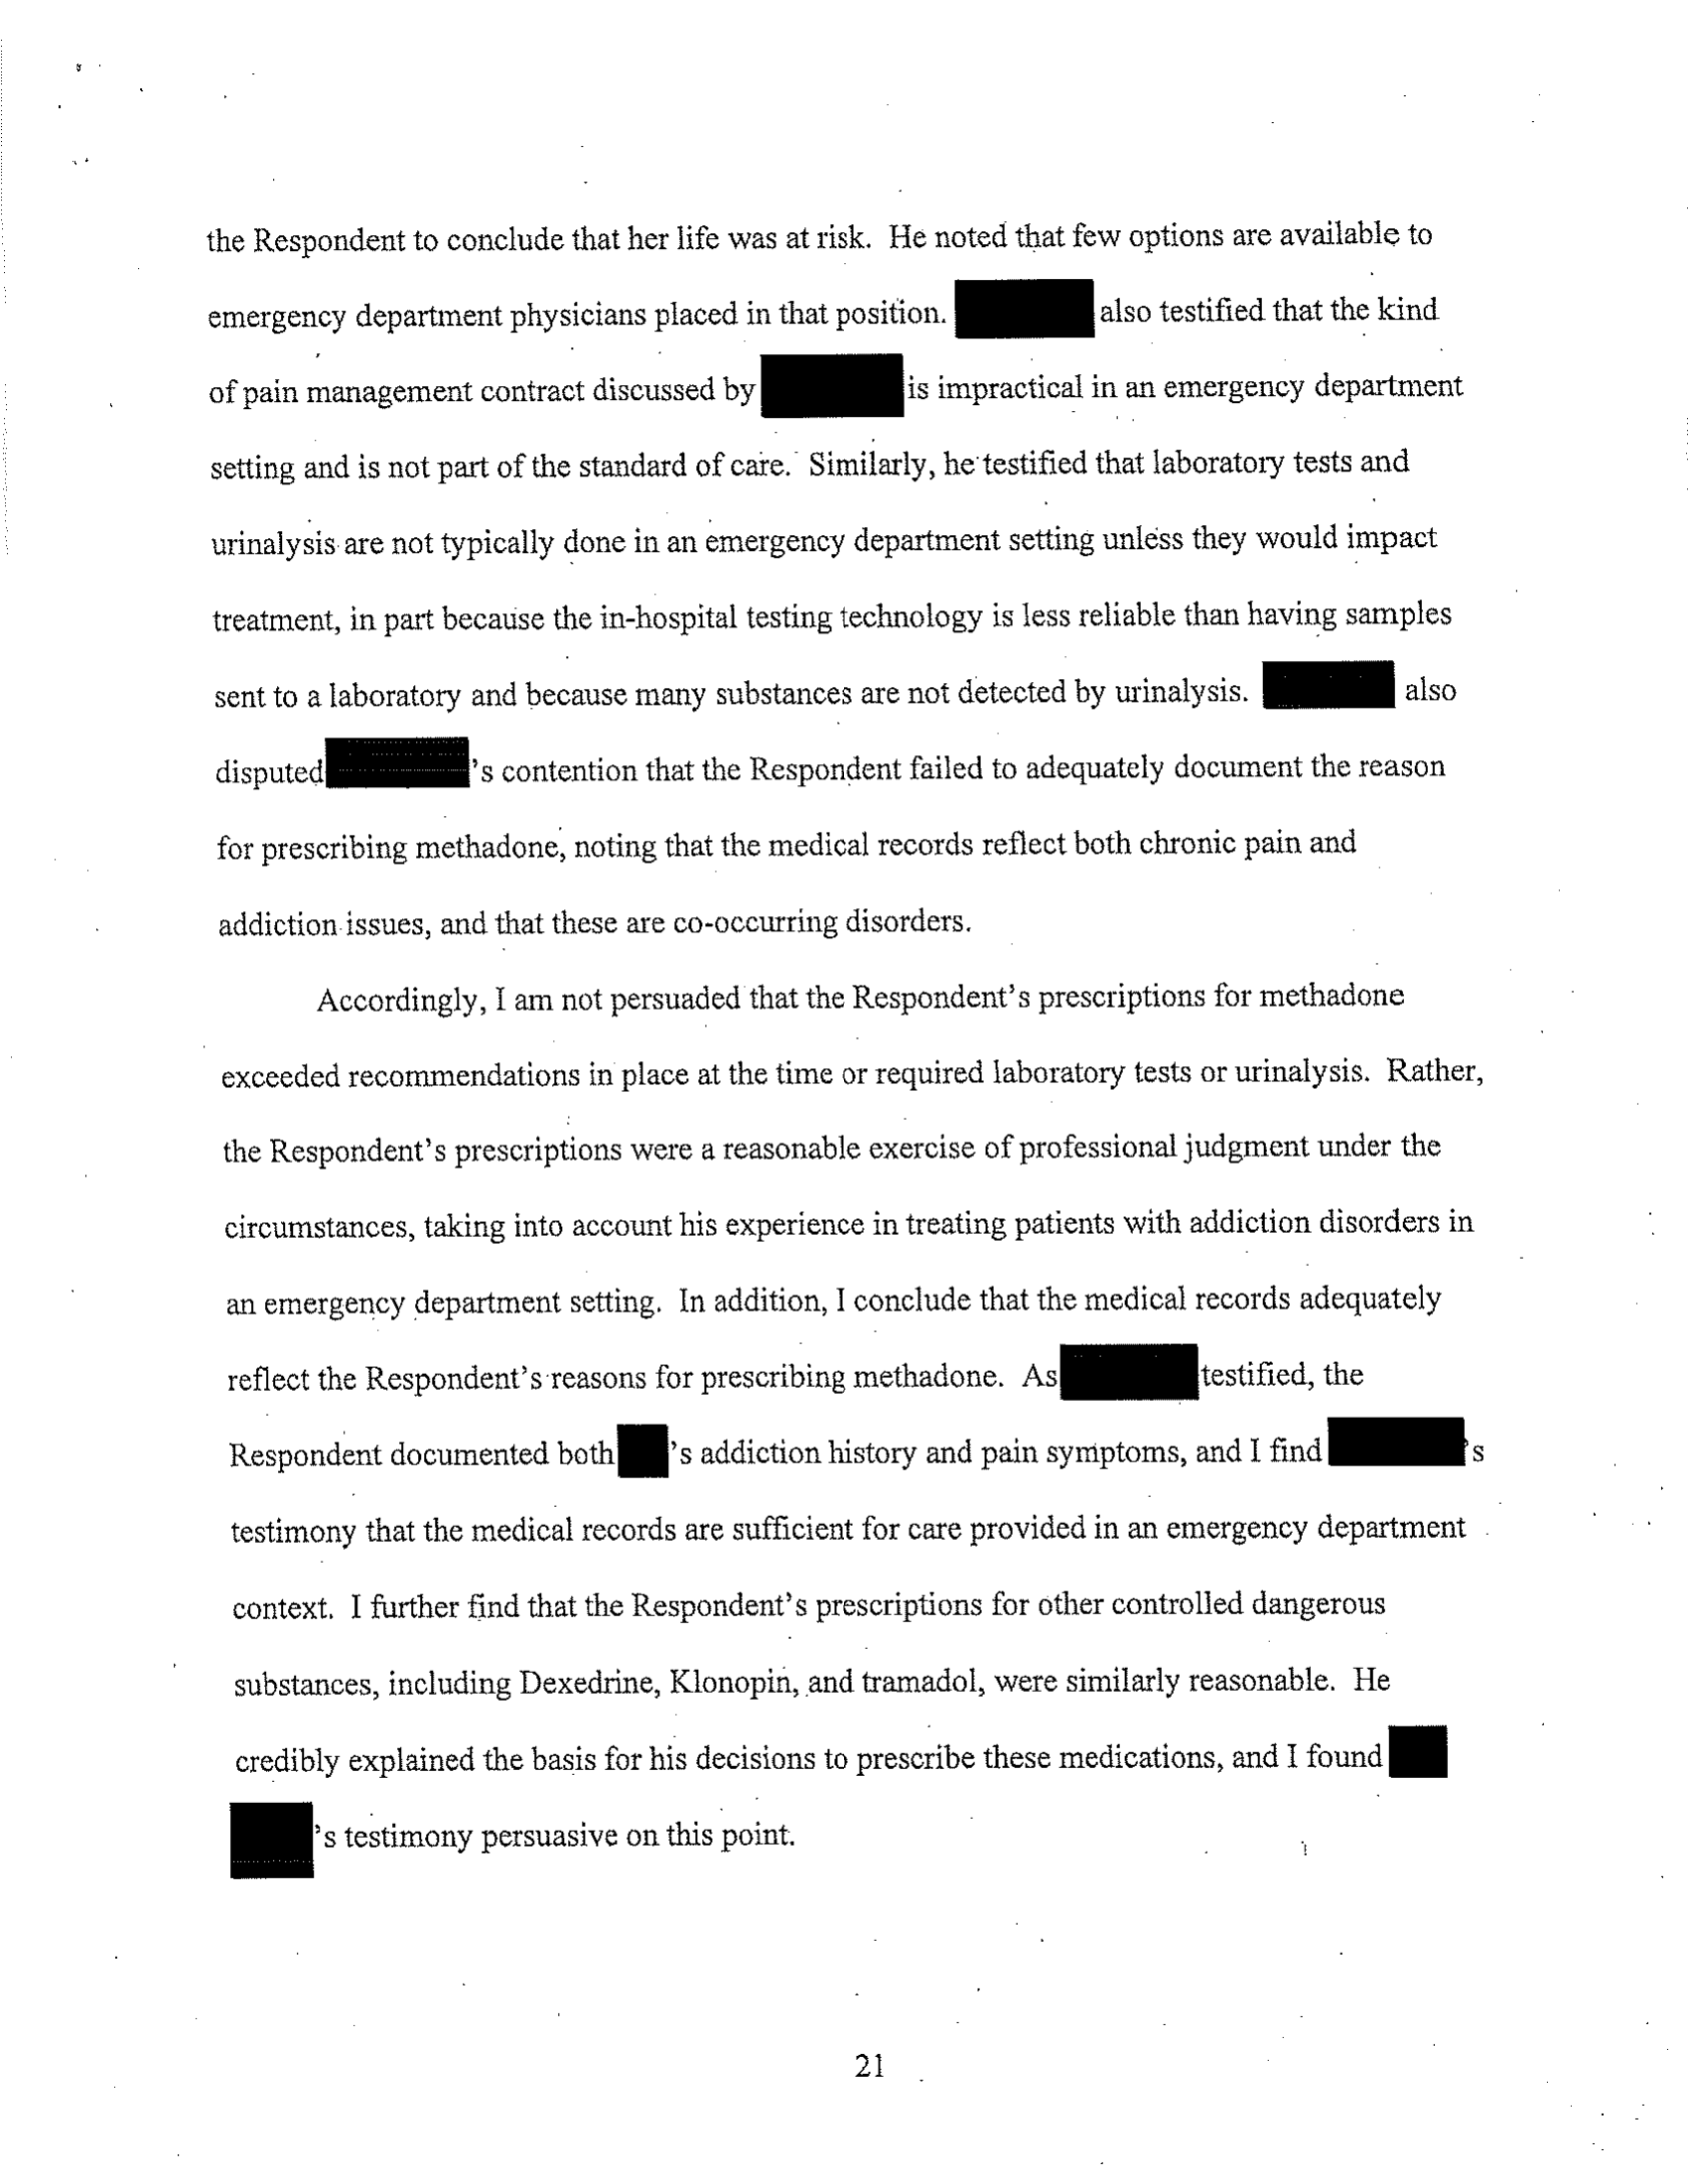 the Respondent to conclude that her life was at risk. He noted that few options are available to
emergency department physicians placed in that position. also testified that the kind
of pain management contract discussed by is impractical in an emergency department
setting and is not part of the standard of care. Similarly, he testified that laboratory tests and
urinalysis are not typically done in an emergency department setting unless they would impact
treatment, in part because the in-hospital testing technology is less reliable than having samples
sent to a laboratory and because many substances are not detected by urinalysis. also
disputed 's contention that the Respondent failed to adequately document the reason
for prescribing methadone, noting that the medical records reflect both chronic pain and
addiction issues, and that these are co-occurring disorders.
Accordingly, I am not persuaded that the Respondent's prescriptions for methadone
exceeded recommendations in place at the time or required laboratory tests or urinalysis. Rather,
the Respondent's prescriptions were a reasonable exercise of professional judgment under the
circumstances, taking into account his experience in treating patients with addiction disorders in
an emergency department setting. In addition, I conclude that the medical records adequately
reflect the Respondent's reasons for prescribing methadone. As testified, the
Respondent documented both 's addiction history and pain symptoms, and I find 's
testimony that the medical records are sufficient for care provided in an emergency department
context. I further find that the Respondent's prescriptions for other controlled dangerous
substances, including Dexedrine, Klonopin, and tramadol, were similarly reasonable. He
credibly explained the basis for his decisions to prescribe these medications, and I found
's testimony persuasive on this point.
21